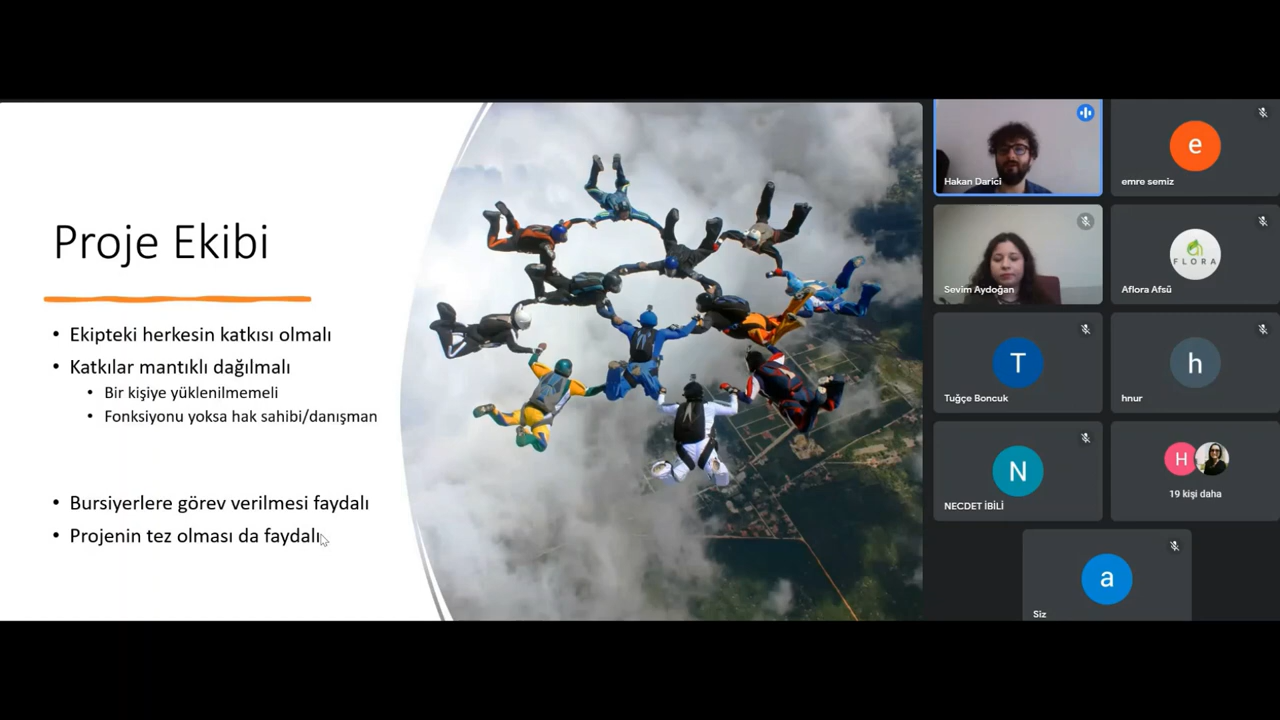 Proje Ekibi
• Ekipteki herkesin katkısı olmalı
• Katkılar mantıklı dağılmalı
• Bir kişiye yüklenilmemeli
• Fonksiyonu yoksa hak sahibi/danışman
• Bursiyerlere görev verilmesi faydalı
• Projenin tez olması da faydalı
Hakan Darici
e
emre semiz
Sevim Aydoğan
FLORA
Aflora Afsü
T
Tuğçe Boncuk
h
hnur
N
NECDET İBİLİ
H
19 kişi daha
a
Siz